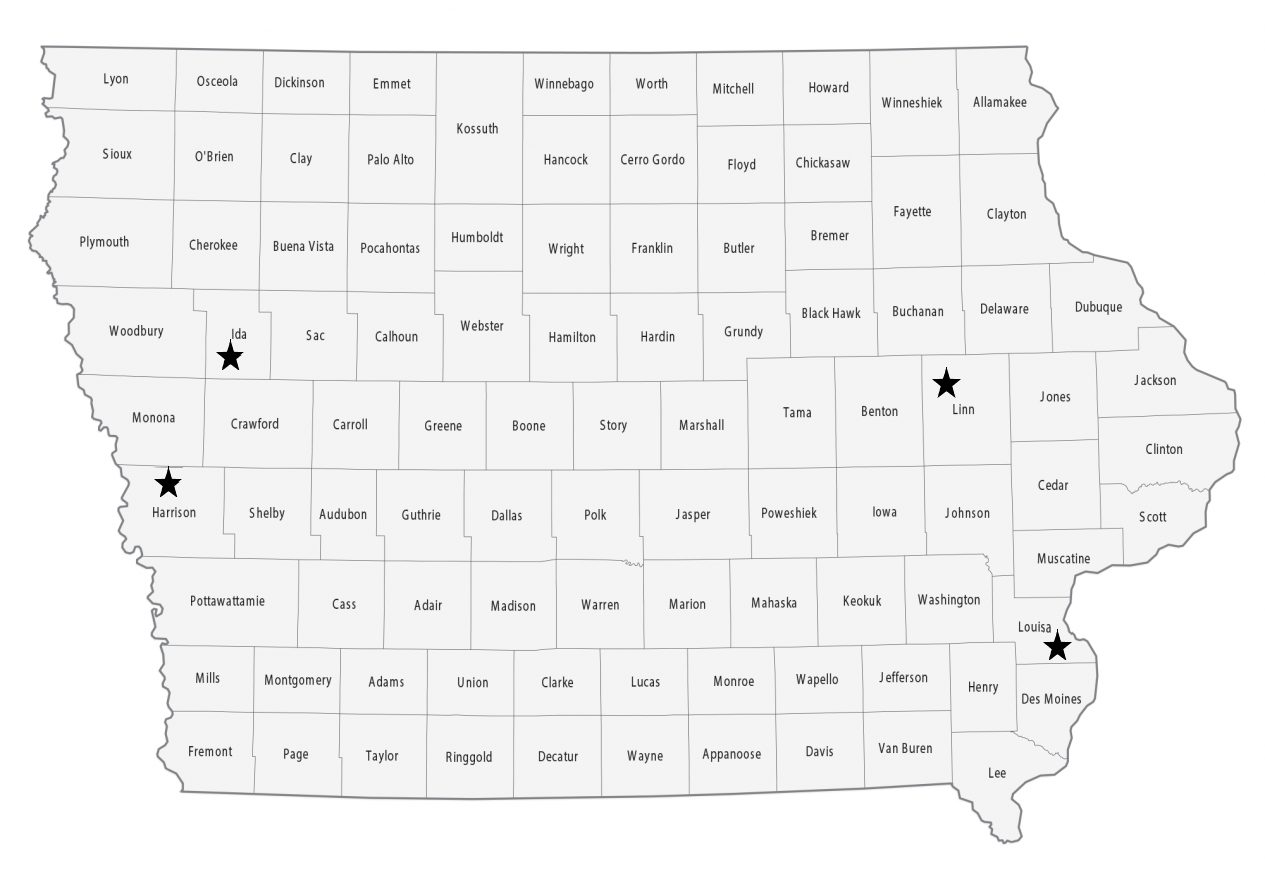 Lyon
Osceola
Dickinson
Emmet
Kossuth
Winnebago
Worth
Mitchell
Howard
Winneshiek
Allamakee
Sioux
O'Brien
Clay
Palo Alto
Hancock
Cerro Gordo
Floyd
Chickasaw
Fayette
Clayton
Plymouth
Cherokee
Buena Vista
Pocahontas
Humboldt
Wright
Franklin
Butler
Bremer
Woodbury
Ida
Sac
Calhoun
Webster
Hamilton
Hardin
Grundy
Black Hawk
Buchanan
Delaware
Dubuque
Monona
Crawford
Carroll
Greene
Boone
Story
Marshall
Tama
Benton
Linn
Jones
Jackson
Clinton
Harrison
Shelby
Audubon
Guthrie
Dallas
Polk
Jasper
Poweshiek
Iowa
Johnson
Cedar
Scott
Muscatine
Pottawattamie
Cass
Adair
Madison
Warren
Marion
Mahaska
Keokuk
Washington
Louisa
Mills
Montgomery
Adams
Union
Clarke
Lucas
Monroe
Wapello
Jefferson
Henry
Des Moines
Fremont
Page
Taylor
Ringgold
Decatur
Wayne
Appanoose
Davis
Van Buren
Lee